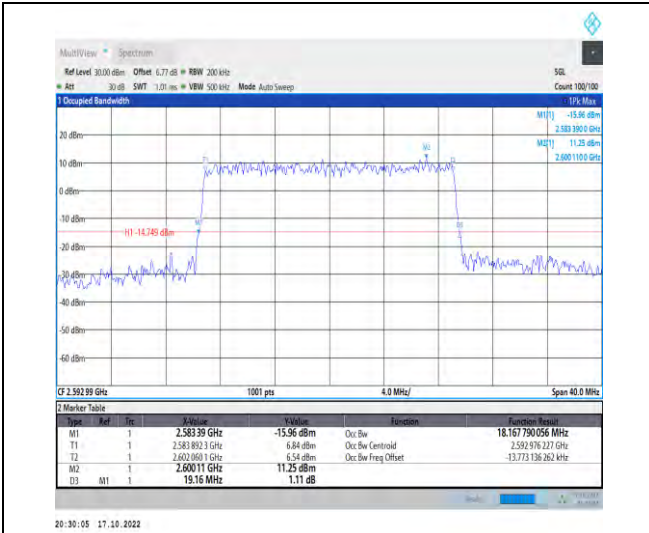 MultiView Spectrum
Ref Level 30.00 dBm Offset 6.77 dB RBW 200 kHz SGL
Att 30 dB SWT 1.01 ms VBW 500 kHz Mode Auto Sweep Count 100/100
1 Occupied Bandwidth 1Pk Max
M1[1] -15.96 dBm
2.583 3900 GHz
M2[1] 11.25 dBm
2.600 1100 GHz
20 dBm
M2
T1
10 dBm
0 dBm
-10 dBm
H1 -14.749 dBm
-20 dBm
-30 dBm
-40 dBm
-50 dBm
-60 dBm
CF 2.592 99 GHz 1001 pts 4.0 MHz/ Span 40.0 MHz
2 Marker Table
Type Ref Trc X-Value Y-Value Function Function Result
M1 1 2.583 39 GHz -15.96 dBm Occ Bw 18.167 790 056 MHz
T1 1 2.583 892 3 GHz 6.84 dBm Occ Bw Centroid 2.592 976 227 GHz
T2 1 2.602 060 1 GHz 6.54 dBm Occ Bw Freq Offset -13.773 136 262 kHz
M2 1 2.600 11 GHz 11.25 dBm
D3 M1 1 19.16 MHz 1.11 dB
20:30:05 17.10.2022